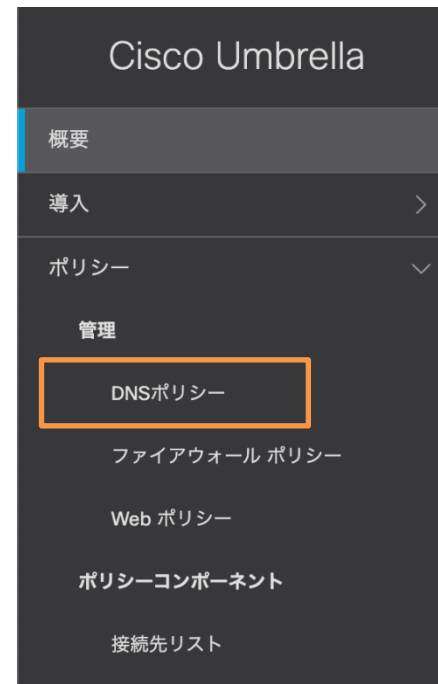 Cisco Umbrella
概要
導入
ポリシー
管理
DNSポリシー
ファイアウォール ポリシー
Web ポリシー
ポリシーコンポーネント
接続先リスト